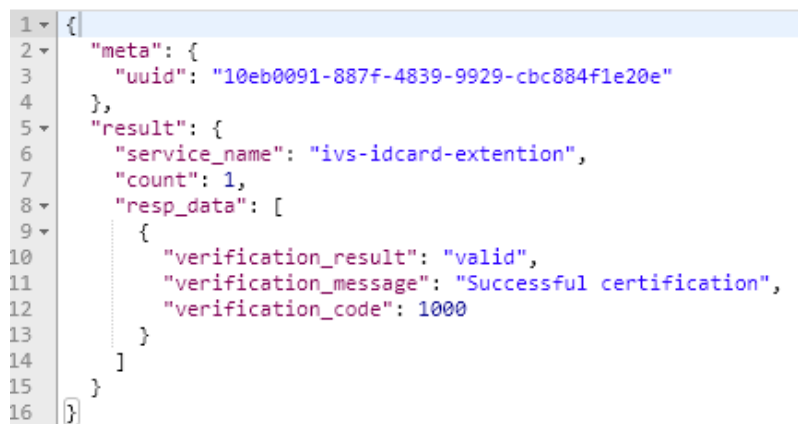 1 {
2 "meta": {
3 "uuid": "10eb0091-887f-4839-9929-cbc884f1e20e"
4 },
5 "result": {
6 "service_name": "ivs-idcard-extention",
7 "count": 1,
8 "resp_data": [
9 {
10 "verification_result": "valid",
11 "verification_message": "Successful certification",
12 "verification_code": 1000
13 }
14 ]
15 }
16 }